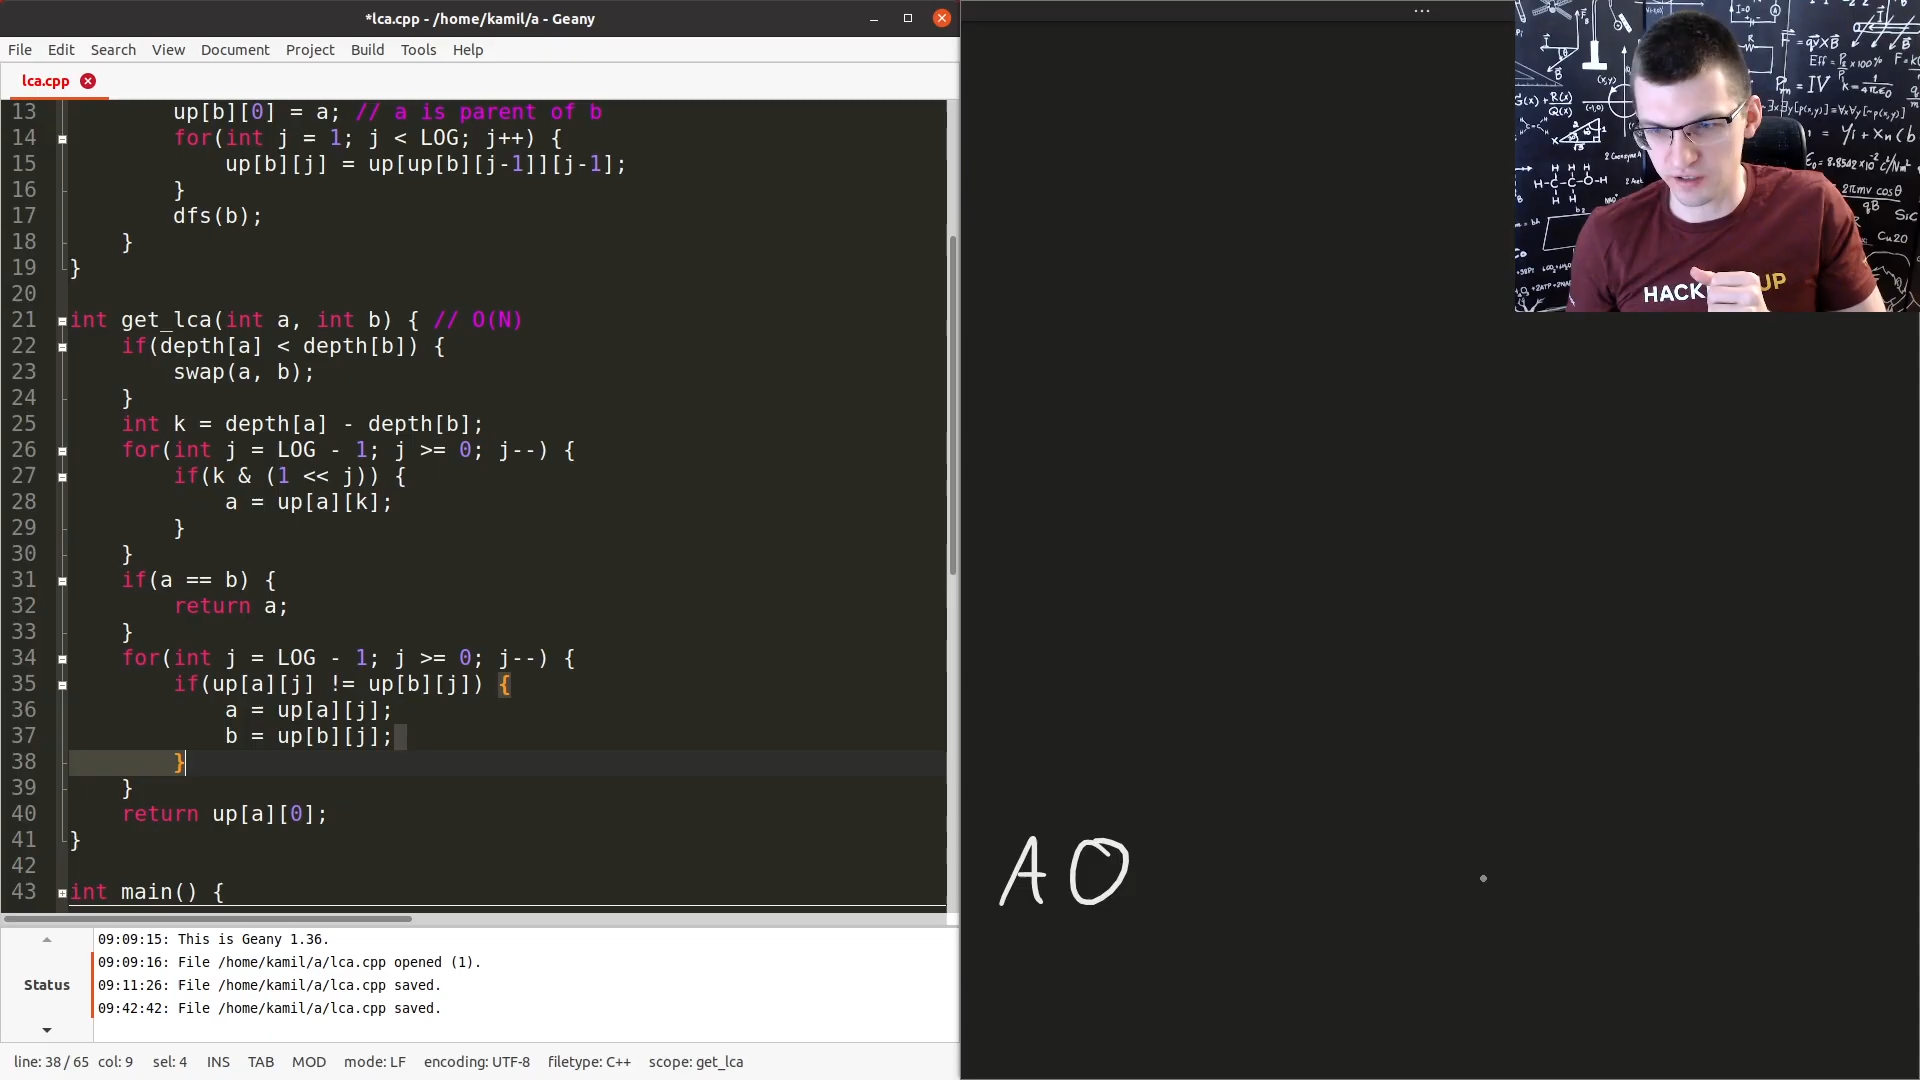 *lca.cpp - /home/kamil/a - Geany
File Edit Search View Document Project Build Tools Help
lca.cpp
13 up[b][0] = a; // a is parent of b
14 for(int j = 1; j < LOG; j++) {
15 up[b][j] = up[up[b][j-1]][j-1];
16 }
17 dfs(b);
18 }
19 }
20
21 int get_lca(int a, int b) { // O(N)
22 if(depth[a] < depth[b]) {
23 swap(a, b);
24 }
25 int k = depth[a] - depth[b];
26 for(int j = LOG - 1; j >= 0; j--) {
27 if(k & (1 << j)) {
28 a = up[a][k];
29 }
30 }
31 if(a == b) {
32 return a;
33 }
34 for(int j = LOG - 1; j >= 0; j--) {
35 if(up[a][j] != up[b][j]) {
36 a = up[a][j];
37 b = up[b][j];
38 }
39 }
40 return up[a][0];
41 }
42
43 int main() {
Status
09:09:15: This is Geany 1.36.
09:09:16: File /home/kamil/a/lca.cpp opened (1).
09:11:26: File /home/kamil/a/lca.cpp saved.
09:42:42: File /home/kamil/a/lca.cpp saved.
line: 38 / 65 col: 9 sel: 4 INS TAB MOD mode: LF encoding: UTF-8 filetype: C++ scope: get_lca
A O
HACK UP